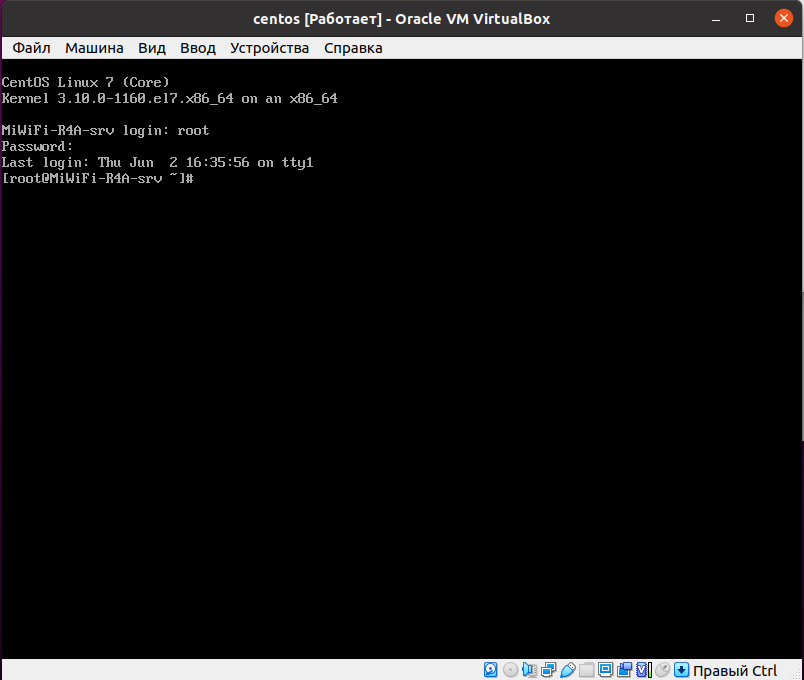 centos [Работает] - Oracle VM VirtualBox
Файл Машина Вид Ввод Устройства Справка
CentOS Linux 7 (Core)
Kernel 3.10.0-1160.el7.x86_64 on an x86_64
MiWiFi-R4A-srv login: root
Password:
Last login: Thu Jun  2 16:35:56 on tty1
[root@MiWiFi-R4A-srv ~]#
Правый Ctrl